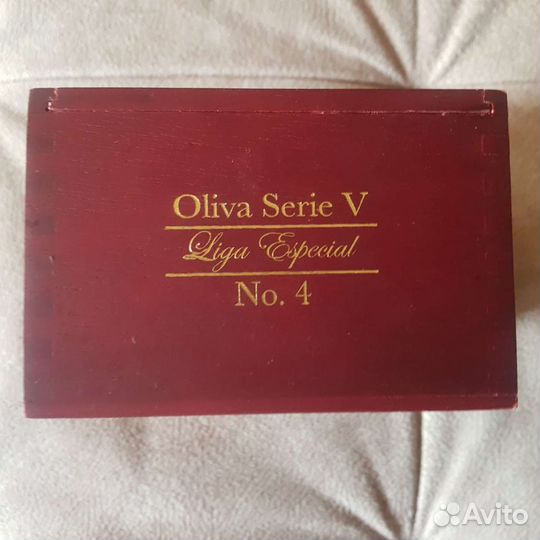 Oliva Serie V
Liga Especial
No. 4
Avito